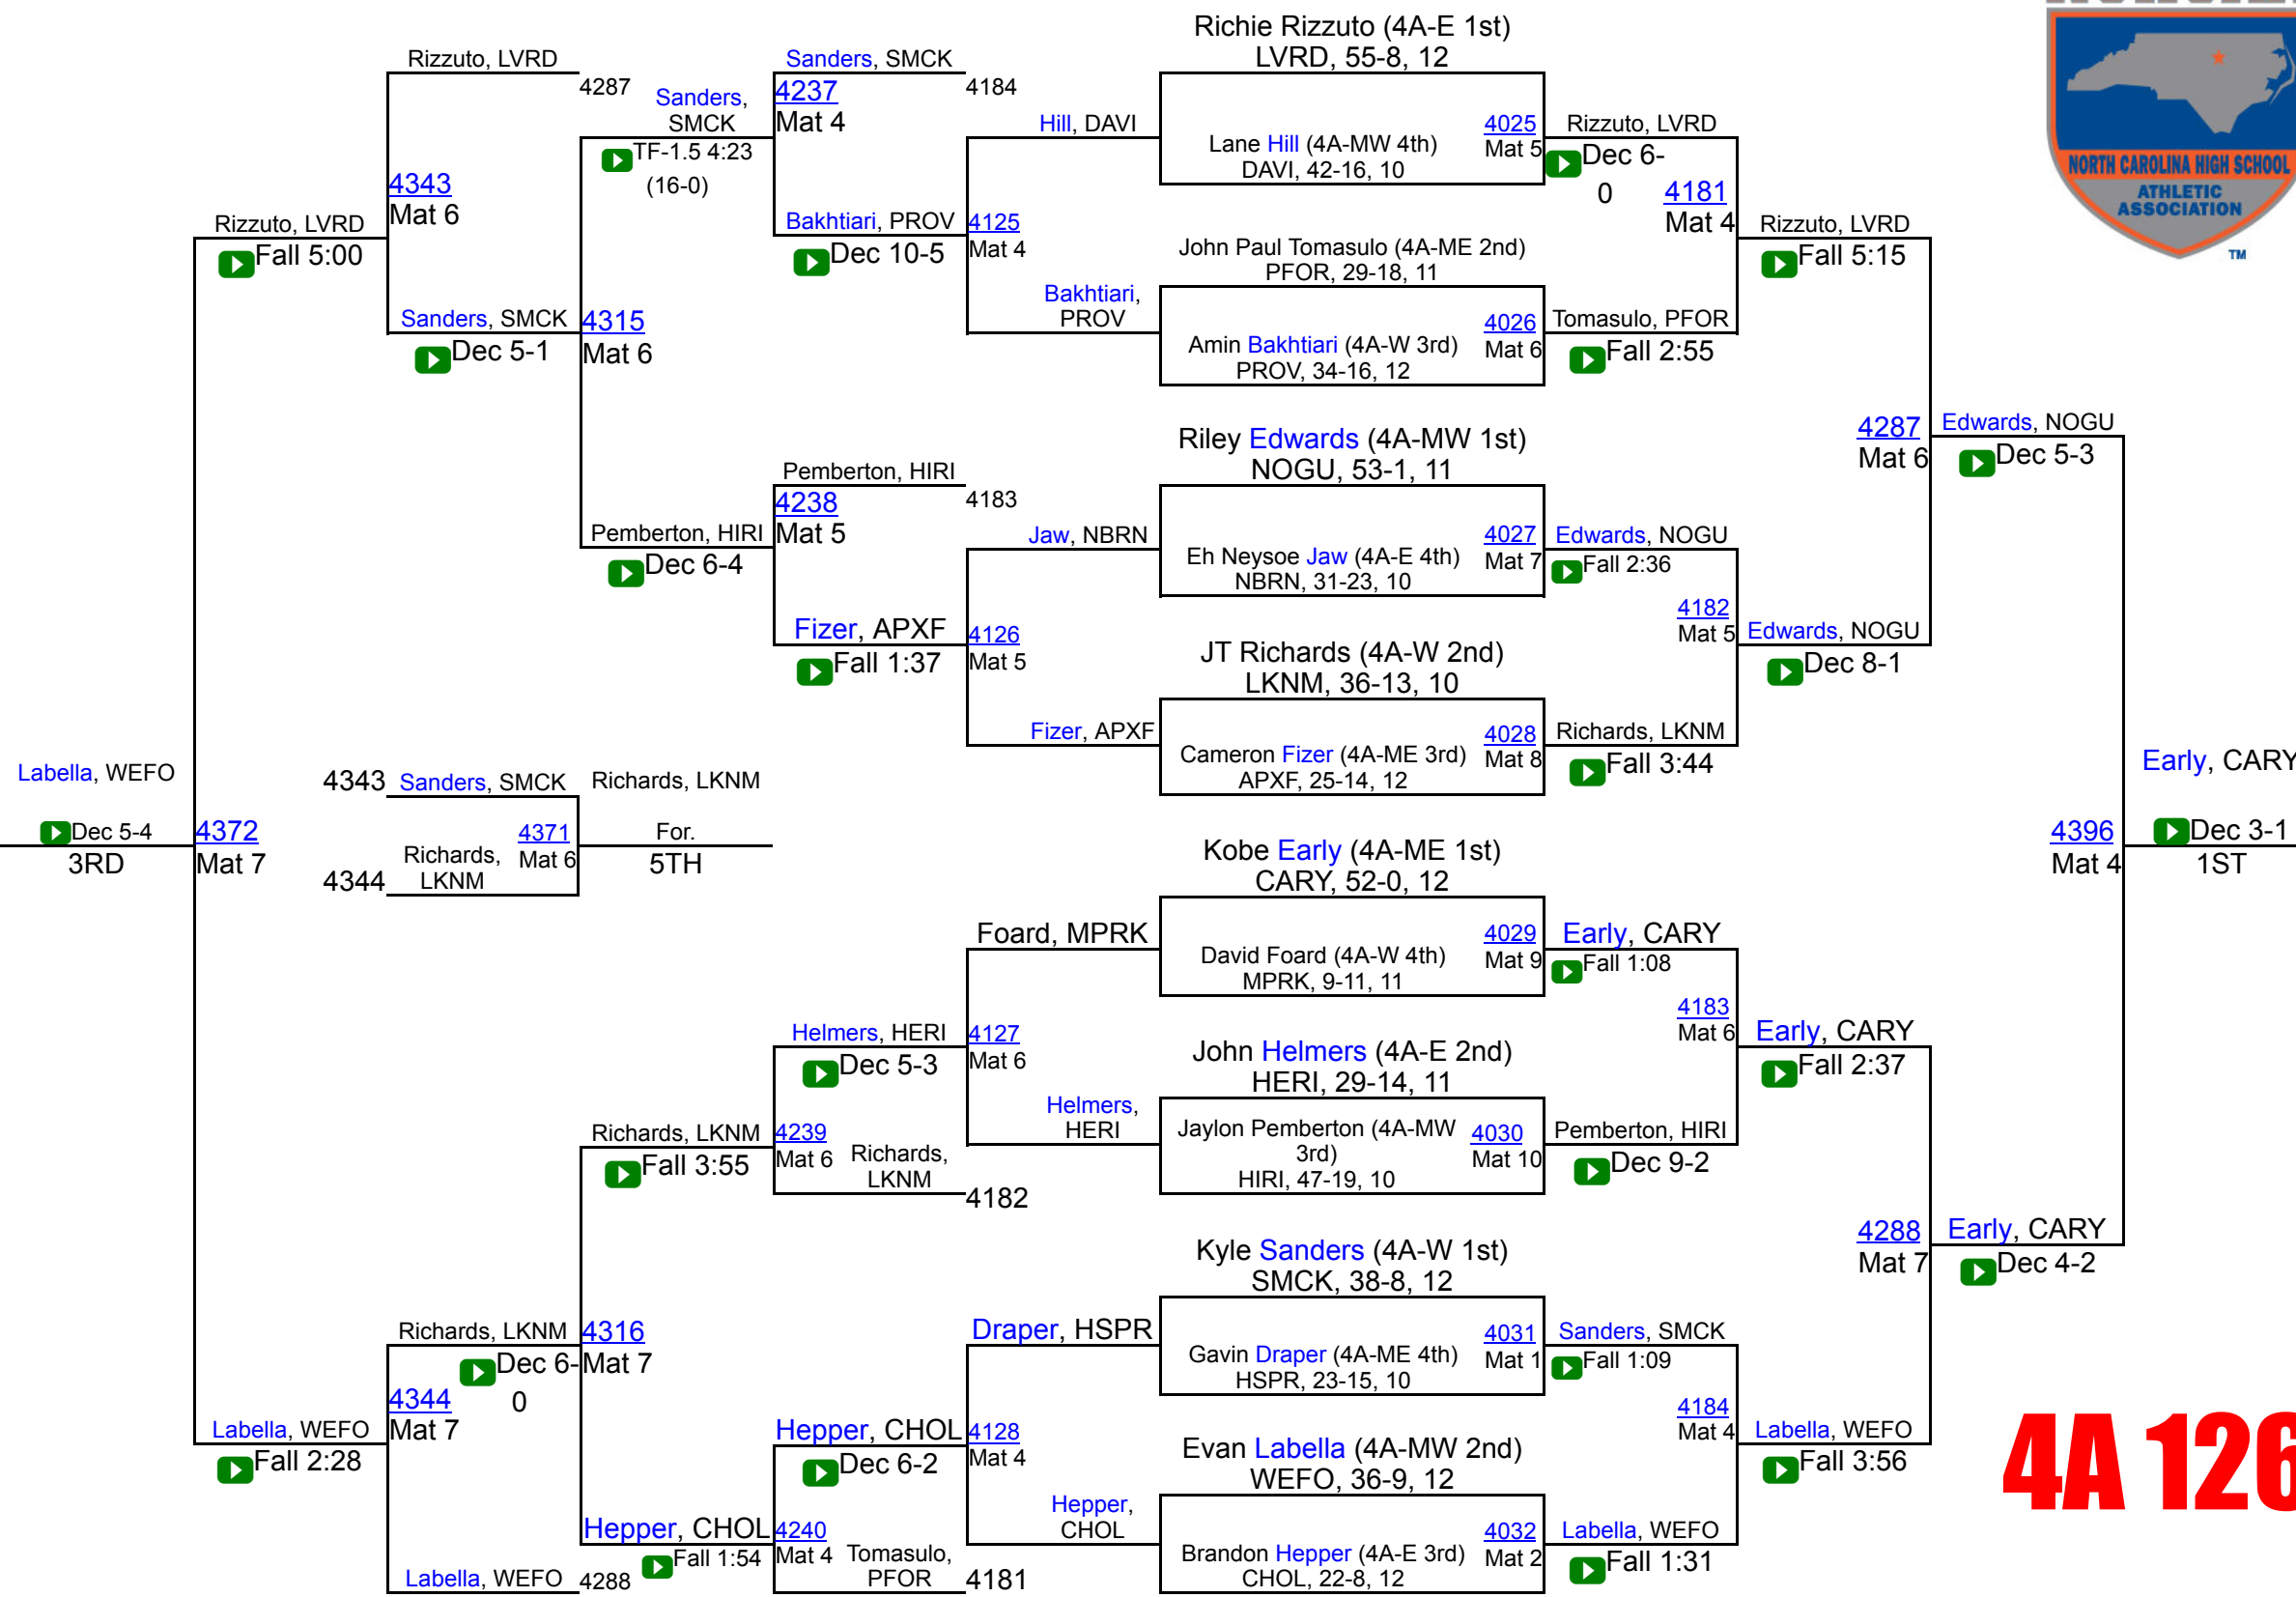 Rizzuto, LVRD
4287
4343
Mat 6
Rizzuto, LVRD
Fall 5:00
Sanders, SMCK
Dec 5-1
Sanders,
SMCK
TF-1.5 4:23
(16-0)
4315
Mat 6
Sanders, SMCK
4184
4237
Mat 4
Bakhtiari, PROV
Dec 10-5
Hill, DAVI
4125
Mat 4
Bakhtiari,
PROV
Pemberton, HIRI
4183
4238
Mat 5
Pemberton, HIRI
Dec 6-4
Jaw, NBRN
Fizer, APXF
Fall 1:37
4126
Mat 5
Fizer, APXF
Labella, WEFO
Dec 5-4
3RD
4372
Mat 7
4343
Sanders, SMCK
4371
Mat 6
4344
Richards,
LKNM
Richards, LKNM
For.
5TH
Foard, MPRK
Helmers, HERI
Dec 5-3
4127
Mat 6
Helmers,
HERI
Richards, LKNM
Fall 3:55
4239
Mat 6
Richards,
LKNM
4182
Richards, LKNM
Dec 6-
0
4316
Mat 7
4344
Mat 7
Labella, WEFO
Fall 2:28
Labella, WEFO
4288
Draper, HSPR
Hepper, CHOL
Dec 6-2
4128
Mat 4
Hepper,
CHOL
Hepper, CHOL
Fall 1:54
4240
Mat 4
Tomasulo,
PFOR
4181
Richie Rizzuto (4A-E 1st)
LVRD, 55-8, 12
Lane Hill (4A-MW 4th)
DAVI, 42-16, 10
4025
Mat 5
John Paul Tomasulo (4A-ME 2nd)
PFOR, 29-18, 11
Amin Bakhtiari (4A-W 3rd)
PROV, 34-16, 12
4026
Mat 6
Riley Edwards (4A-MW 1st)
NOGU, 53-1, 11
Eh Neysoe Jaw (4A-E 4th)
NBRN, 31-23, 10
4027
Mat 7
JT Richards (4A-W 2nd)
LKNM, 36-13, 10
Cameron Fizer (4A-ME 3rd)
APXF, 25-14, 12
4028
Mat 8
Kobe Early (4A-ME 1st)
CARY, 52-0, 12
David Foard (4A-W 4th)
MPRK, 9-11, 11
4029
Mat 9
John Helmers (4A-E 2nd)
HERI, 29-14, 11
Jaylon Pemberton (4A-MW
3rd)
HIRI, 47-19, 10
4030
Mat 10
Kyle Sanders (4A-W 1st)
SMCK, 38-8, 12
Gavin Draper (4A-ME 4th)
HSPR, 23-15, 10
4031
Mat 1
Evan Labella (4A-MW 2nd)
WEFO, 36-9, 12
Brandon Hepper (4A-E 3rd)
CHOL, 22-8, 12
4032
Mat 2
Rizzuto, LVRD
Dec 6-
0
4181
Mat 4
Tomasulo, PFOR
Fall 2:55
Rizzuto, LVRD
Fall 5:15
Edwards, NOGU
Fall 2:36
4182
Mat 5
Richards, LKNM
Fall 3:44
Edwards, NOGU
Dec 8-1
4287
Mat 6
Edwards, NOGU
Dec 5-3
Early, CARY
Fall 1:08
4183
Mat 6
Pemberton, HIRI
Dec 9-2
Early, CARY
Fall 2:37
Sanders, SMCK
Fall 1:09
4184
Mat 4
Labella, WEFO
Fall 1:31
Labella, WEFO
Fall 3:56
4288
Mat 7
Early, CARY
Dec 4-2
4396
Mat 4
Early, CARY
Dec 3-1
1ST
NORTH CAROLINA HIGH SCHOOL
ATHLETIC
ASSOCIATION
TM
4A 126